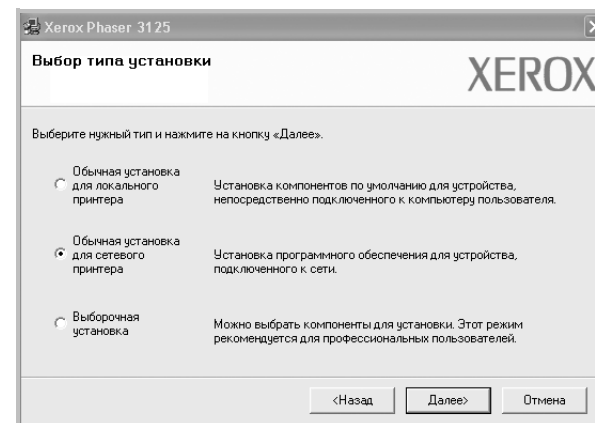 Xerox Phaser 3125
Выбор типа установки
XEROX
Выберите нужный тип и нажмите на кнопку «Далее».
Обычная установка
для локального
принтера
Установка компонентов по умолчанию для устройства,
непосредственно подключенного к компьютеру пользователя.
Обычная установка
для сетевого
принтера
Установка программного обеспечения для устройства,
подключенного к сети.
Выборочная
установка
Можно выбрать компоненты для установки. Этот режим
рекомендуется для профессиональных пользователей.
<Назад
Далее>
Отмена